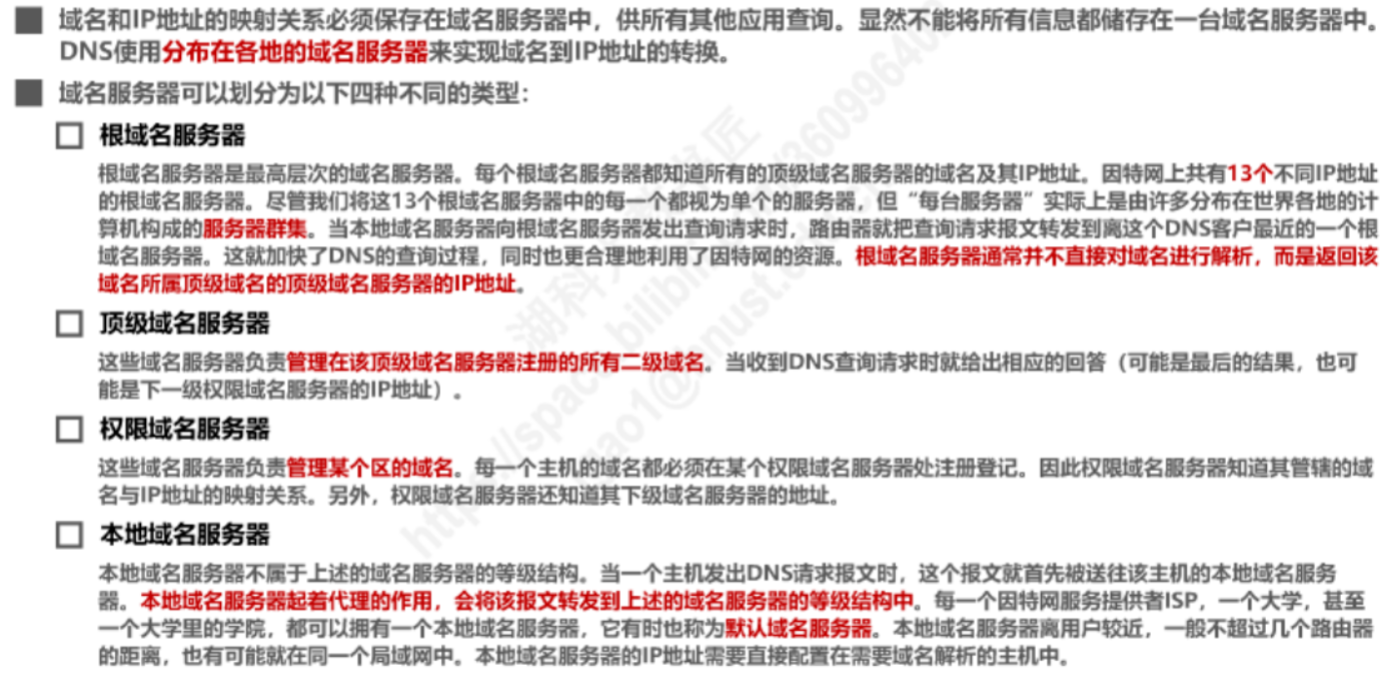 域名和IP地址的映射关系必须保存在域名服务器中，供所有其他应用查询。显然不能将所有信息都储存在一台域名服务器中。
DNS使用分布在各地的域名服务器来实现域名到IP地址的转换。
域名服务器可以划分为以下四种不同的类型：
根域名服务器
根域名服务器是最高层次的域名服务器。每个根域名服务器都知道所有的顶级域名服务器的域名及其IP地址。因特网上共有13个不同IP地址
的根域名服务器。尽管我们将这13个根域名服务器中的每一个都视为单个的服务器，但“每台服务器”实际上是由许多分布在世界各地的计
算机构成的服务器群集。当本地域名服务器向根域名服务器发出查询请求时，路由器就把查询请求报文转发到离这个DNS客户最近的一个根
域名服务器。这就加快了DNS的查询过程，同时也更合理地利用了因特网的资源。根域名服务器通常并不直接对域名进行解析，而是返回该
域名所属顶级域名的顶级域名服务器的IP地址。
顶级域名服务器
这些域名服务器负责管理在该顶级域名服务器注册的所有二级域名。当收到DNS查询请求时就给出相应的回答（可能是最后的结果，也可
能是下一级权限域名服务器的IP地址）。
权限域名服务器
这些域名服务器负责管理某个区的域名。每一个主机的域名都必须在某个权限域名服务器处注册登记。因此权限域名服务器知道其管辖的域
名与IP地址的映射关系。另外，权限域名服务器还知道其下级域名服务器的地址。
本地域名服务器
本地域名服务器不属于上述的域名服务器的等级结构。当一个主机发出DNS请求报文时，这个报文就首先被送往该主机的本地域名服务
器。本地域名服务器起着代理的作用，会将该报文转发到上述的域名服务器的等级结构中。每一个因特网服务提供者ISP，一个大学，甚至
一个大学里的学院，都可以拥有一个本地域名服务器，它有时也称为默认域名服务器。本地域名服务器离用户较近，一般不超过几个路由器
的距离，也有可能就在同一个局域网中。本地域名服务器的IP地址需要直接配置在需要域名解析的主机中。